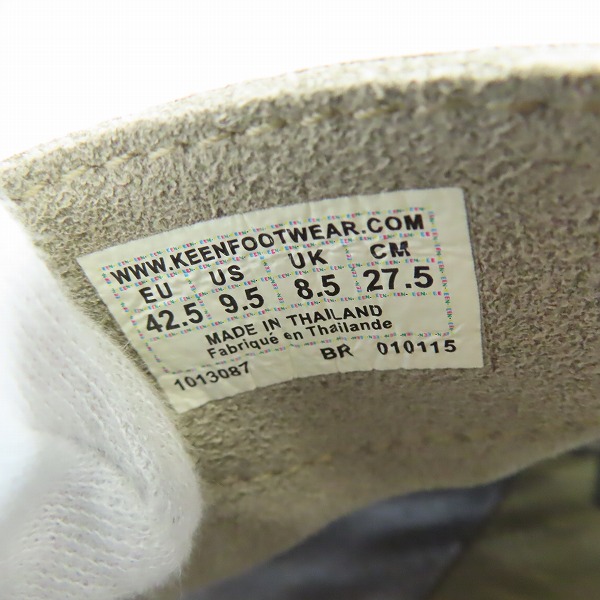 WWW.KEENFOOTWEAR.COM
EU US UK CM
42.5 9.5 8.5 27.5
MADE IN THAILAND
Fabriqué en Thaïlande
1013087 BR 010115